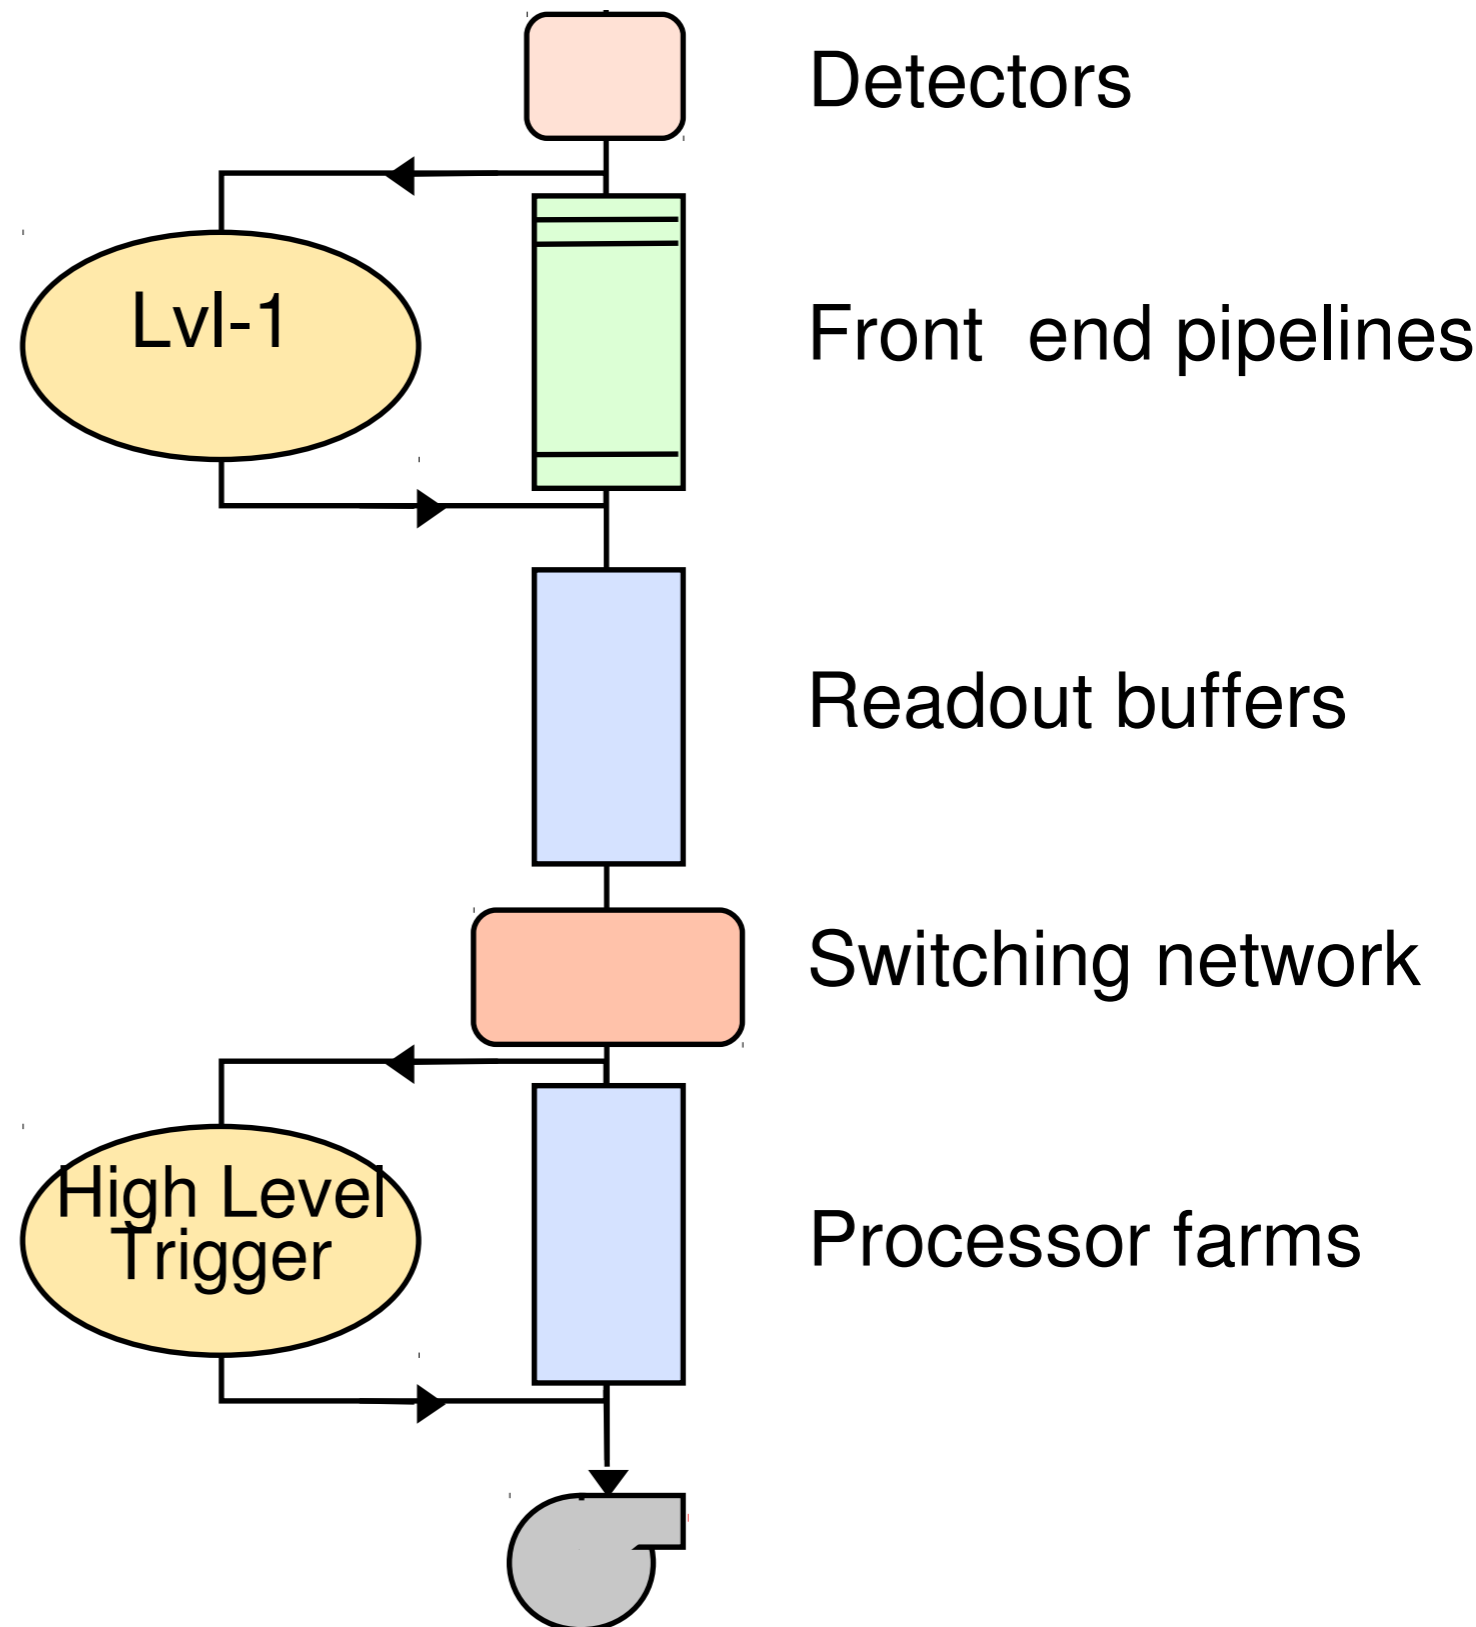 Detectors
Lvl-1
Front  end pipelines
Readout buffers
Switching network
High Level
Trigger
Processor farms